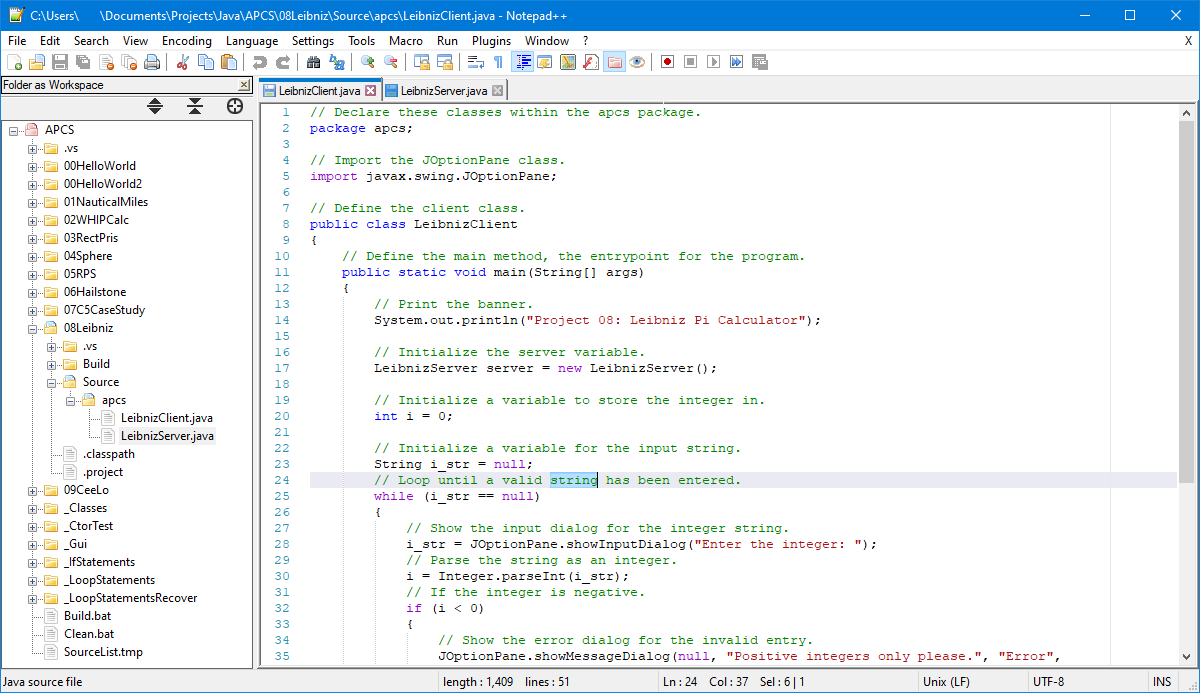 C:\Users\ \Documents\Projects\Java\APCS\08Leibniz\Source\apcs\LeibnizClient.java - Notepad++
File Edit Search View Encoding Language Settings Tools Macro Run Plugins Window ? X
Folder as Workspace
LeibnizClient.java LeibnizServer.java
APCS
.vs
00HelloWorld
00HelloWorld2
01NauticalMiles
02WHIPCalc
03RectPris
04Sphere
05RPS
06Hailstone
07C5CaseStudy
08Leibniz
.vs
Build
Source
apcs
LeibnizClient.java
LeibnizServer.java
.classpath
.project
09CeeLo
_Classes
_CtorTest
_Gui
_IfStatements
_LoopStatements
_LoopStatementsRecover
Build.bat
Clean.bat
SourceList.tmp
1 // Declare these classes within the apcs package.
2 package apcs;
3
4 // Import the JOptionPane class.
5 import javax.swing.JOptionPane;
6
7 // Define the client class.
8 public class LeibnizClient
9 {
10 // Define the main method, the entrypoint for the program.
11 public static void main(String[] args)
12 {
13 // Print the banner.
14 System.out.println("Project 08: Leibniz Pi Calculator");
15
16 // Initialize the server variable.
17 LeibnizServer server = new LeibnizServer();
18
19 // Initialize a variable to store the integer in.
20 int i = 0;
21
22 // Initialize a variable for the input string.
23 String i_str = null;
24 // Loop until a valid string has been entered.
25 while (i_str == null)
26 {
27 // Show the input dialog for the integer string.
28 i_str = JOptionPane.showInputDialog("Enter the integer: ");
29 // Parse the string as an integer.
30 i = Integer.parseInt(i_str);
31 // If the integer is negative.
32 if (i < 0)
33 {
34 // Show the error dialog for the invalid entry.
35 JOptionPane.showMessageDialog(null, "Positive integers only please.", "Error",
Java source file length : 1,409 lines : 51 Ln : 24 Col : 37 Sel : 6 | 1 Unix (LF) UTF-8 INS